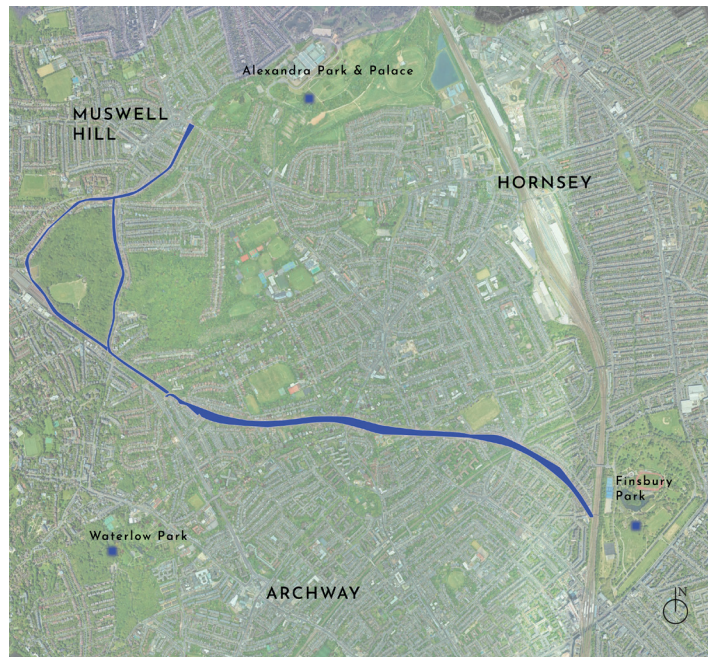 Alexandra Park & Palace
MUSWELL
HILL
HORNSEY
Finsbury
Park
Waterlow Park
ARCHWAY
N